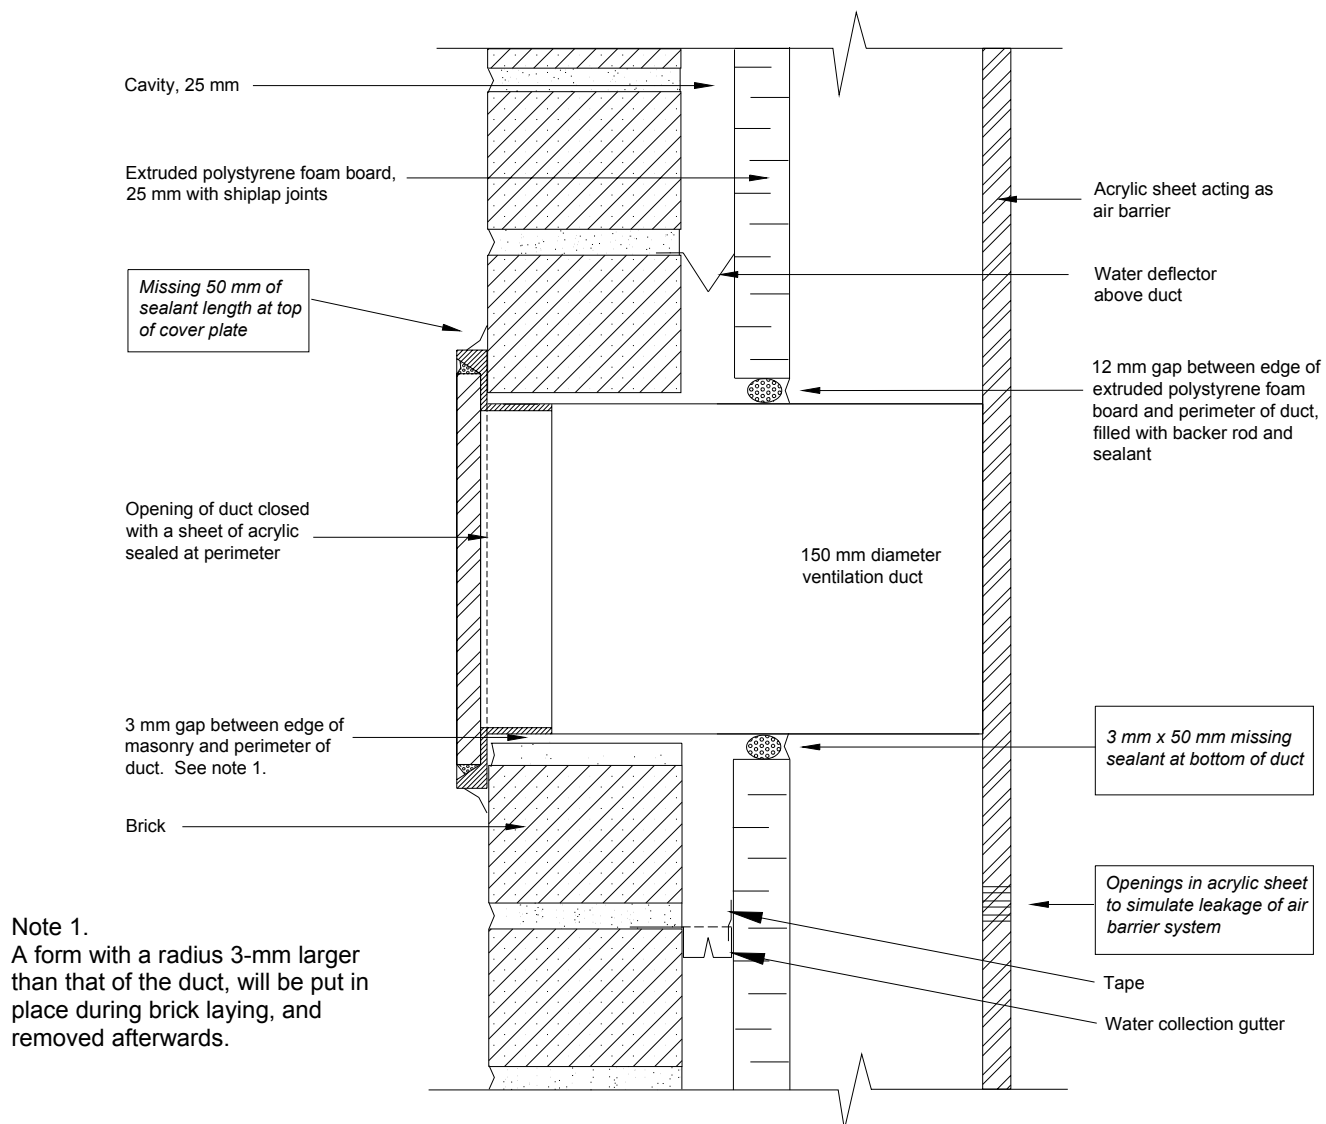 Cavity, 25 mm
Extruded polystyrene foam board,
25 mm with shiplap joints
Missing 50 mm of
sealant length at top
of cover plate
Opening of duct closed
with a sheet of acrylic
sealed at perimeter
3 mm gap between edge of
masonry and perimeter of
duct.  See note 1.
Brick
Note 1.
A form with a radius 3-mm larger
than that of the duct, will be put in
place during brick laying, and
removed afterwards.
150 mm diameter
ventilation duct
Acrylic sheet acting as
air barrier
Water deflector
above duct
12 mm gap between edge of
extruded polystyrene foam
board and perimeter of duct,
filled with backer rod and
sealant
3 mm x 50 mm missing
sealant at bottom of duct
Openings in acrylic sheet
to simulate leakage of air
barrier system
Tape
Water collection gutter